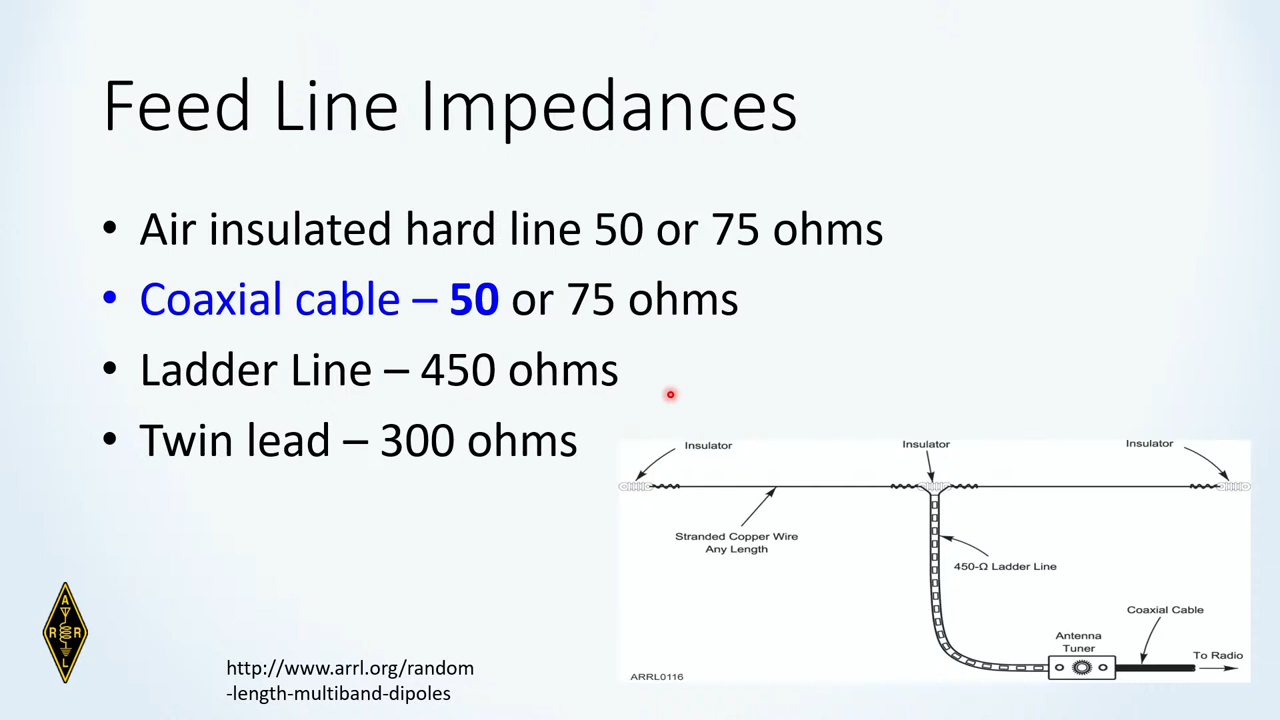 Feed Line Impedances
• Air insulated hard line 50 or 75 ohms
• Coaxial cable – 50 or 75 ohms
• Ladder Line – 450 ohms
• Twin lead – 300 ohms
Insulator
Insulator
Insulator
Stranded Copper Wire
Any Length
450-Ω Ladder Line
Coaxial Cable
Antenna
Tuner
To Radio
ARRL0116
A
R R
L
http://www.arrl.org/random
-length-multiband-dipoles